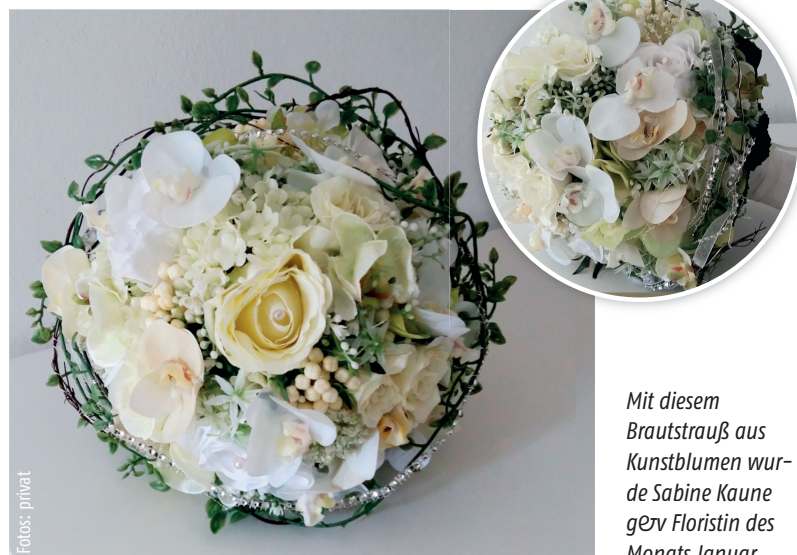 Mit diesem
Brautstrauß aus
Kunstblumen wur-
de Sabine Kaune
Floristin des
Monats Januar
Fotos: privat